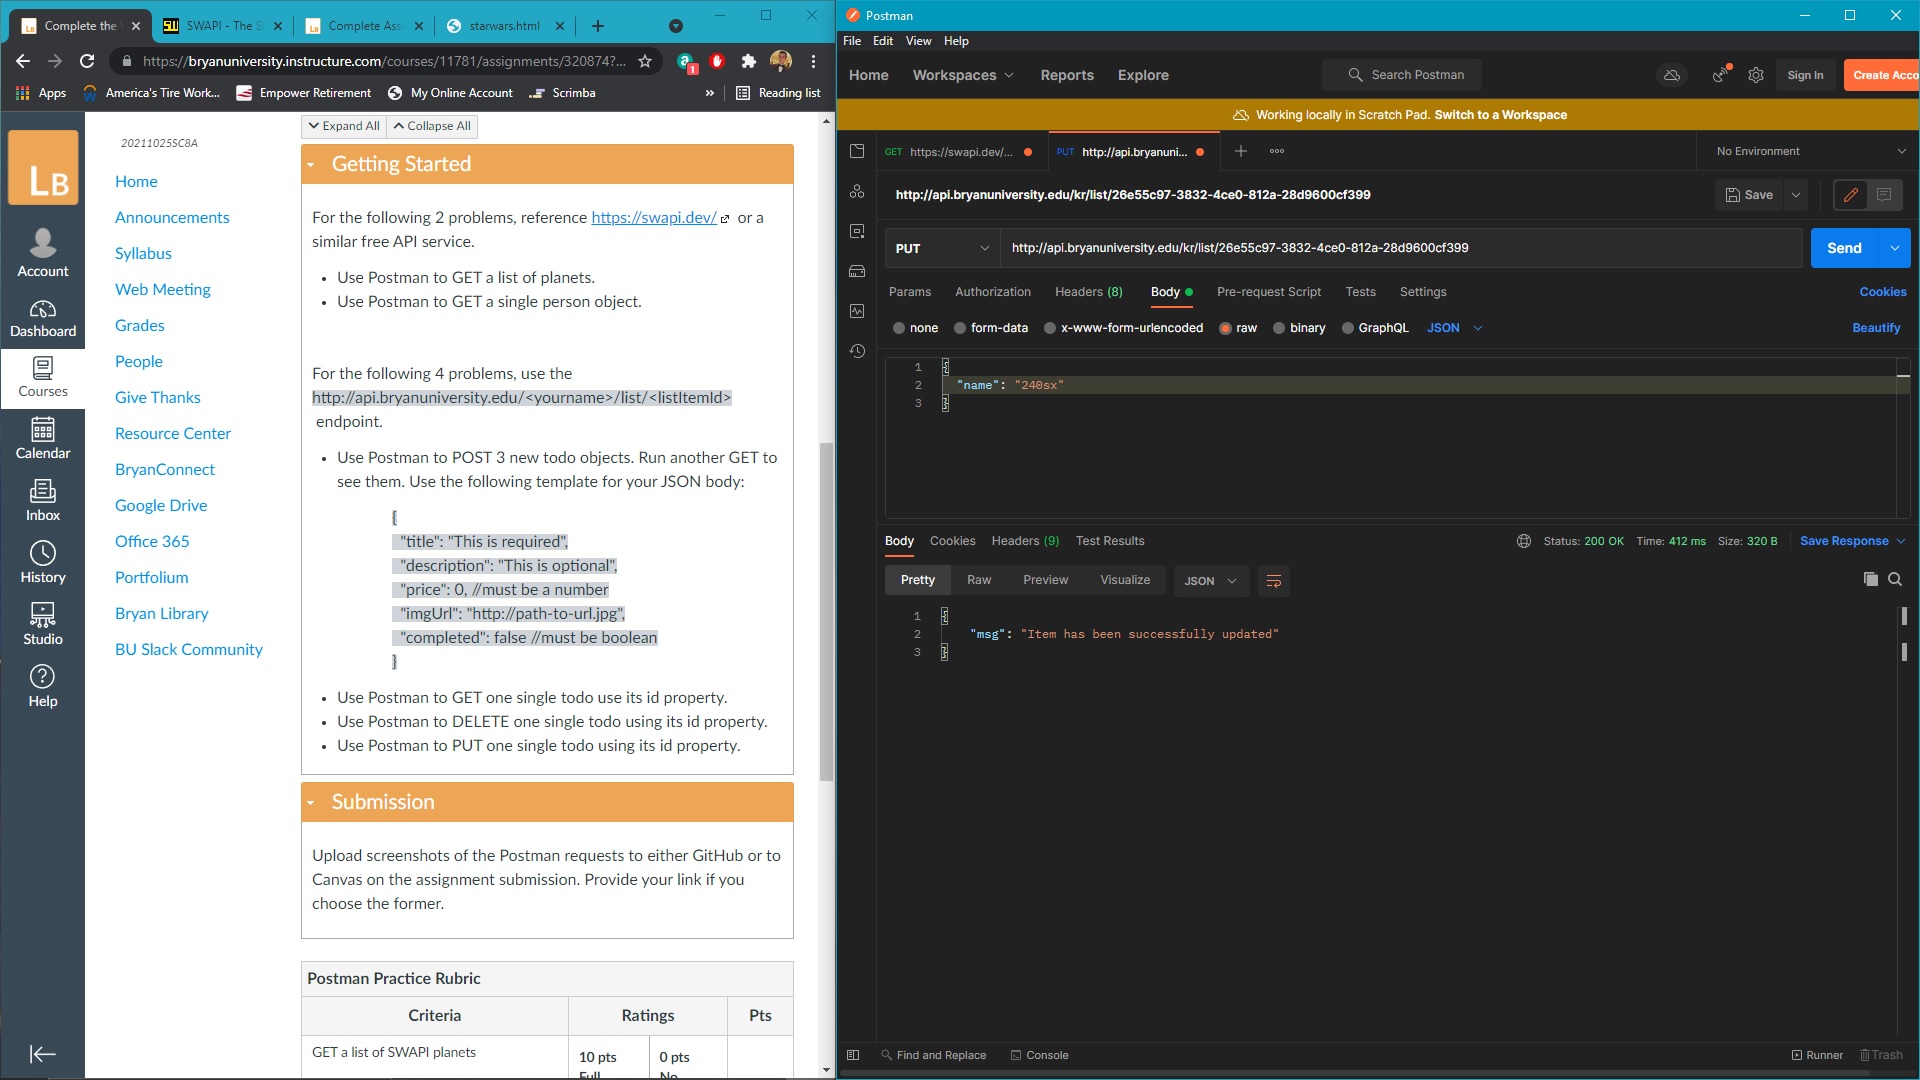 Complete the
SWAPI - The S
Complete Ass
starwars.html
https://bryanuniversity.instructure.com/courses/11781/assignments/320874?...
1
Apps
America's Tire Work...
Empower Retirement
My Online Account
Scrimba
»
Reading list
LB
Account
Dashboard
Courses
Calendar
Inbox
History
Studio
Help
20211025SC8A
Home
Announcements
Syllabus
Web Meeting
Grades
People
Give Thanks
Resource Center
BryanConnect
Google Drive
Office 365
Portfolium
Bryan Library
BU Slack Community
Expand All
Collapse All
Getting Started
For the following 2 problems, reference https://swapi.dev/ or a
similar free API service.
• Use Postman to GET a list of planets.
• Use Postman to GET a single person object.
For the following 4 problems, use the
http://api.bryanuniversity.edu/<yourname>/list/<listItemId>
endpoint.
• Use Postman to POST 3 new todo objects. Run another GET to
see them. Use the following template for your JSON body:
{
"title": "This is required",
"description": "This is optional",
"price": 0, //must be a number
"imgUrl": "http://path-to-url.jpg",
"completed": false //must be boolean
}
• Use Postman to GET one single todo use its id property.
• Use Postman to DELETE one single todo using its id property.
• Use Postman to PUT one single todo using its id property.
Submission
Upload screenshots of the Postman requests to either GitHub or to
Canvas on the assignment submission. Provide your link if you
choose the former.
Postman Practice Rubric
Criteria Ratings Pts
GET a list of SWAPI planets
10 pts
Full
0 pts
No
Postman
File Edit View Help
Home Workspaces Reports Explore
Search Postman
Sign In
Create Acco
Working locally in Scratch Pad. Switch to a Workspace
GET https://swapi.dev/...
PUT http://api.bryanuni...
No Environment
http://api.bryanuniversity.edu/kr/list/26e55c97-3832-4ce0-812a-28d9600cf399
Save
PUT
http://api.bryanuniversity.edu/kr/list/26e55c97-3832-4ce0-812a-28d9600cf399
Send
Params Authorization Headers (8) Body Pre-request Script Tests Settings Cookies
none form-data x-www-form-urlencoded raw binary GraphQL JSON Beautify
1 {
2 "name": "240sx"
3 }
Body Cookies Headers (9) Test Results Status: 200 OK Time: 412 ms Size: 320 B Save Response
Pretty Raw Preview Visualize JSON
1 {
2 "msg": "Item has been successfully updated"
3 }
Find and Replace Console Runner Trash